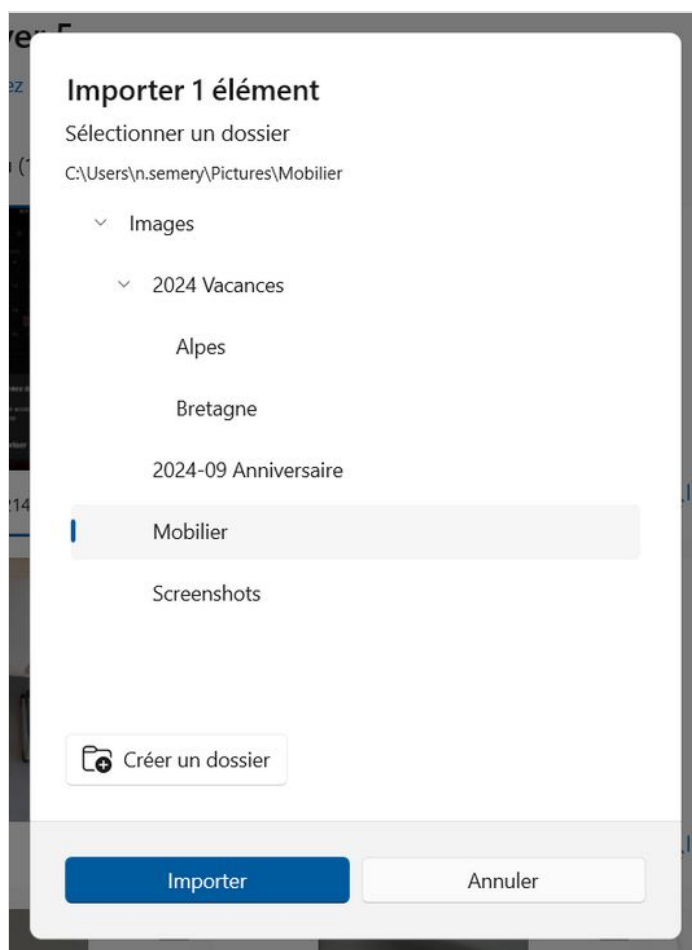 Importer 1 élément
Sélectionner un dossier
C:\Users\n.semery\Pictures\Mobilier
Images
2024 Vacances
Alpes
Bretagne
2024-09 Anniversaire
Mobilier
Screenshots
Créer un dossier
Importer
Annuler